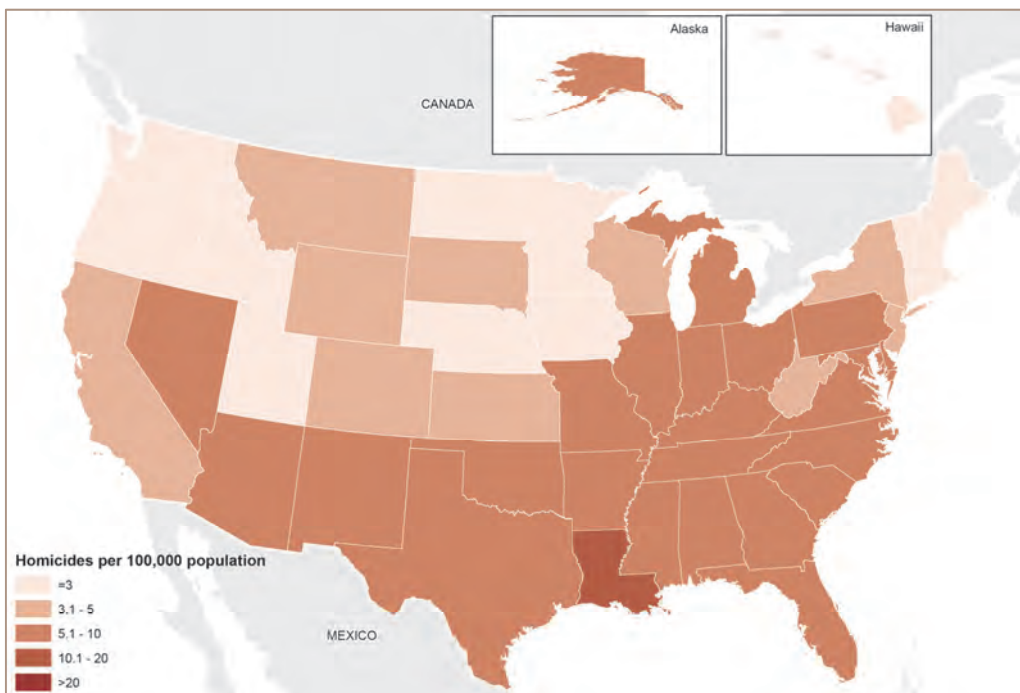 Alaska
Hawaii
CANADA
Homicides per 100,000 population
=3
3.1 - 5
5.1 - 10
10.1 - 20
>20
MEXICO